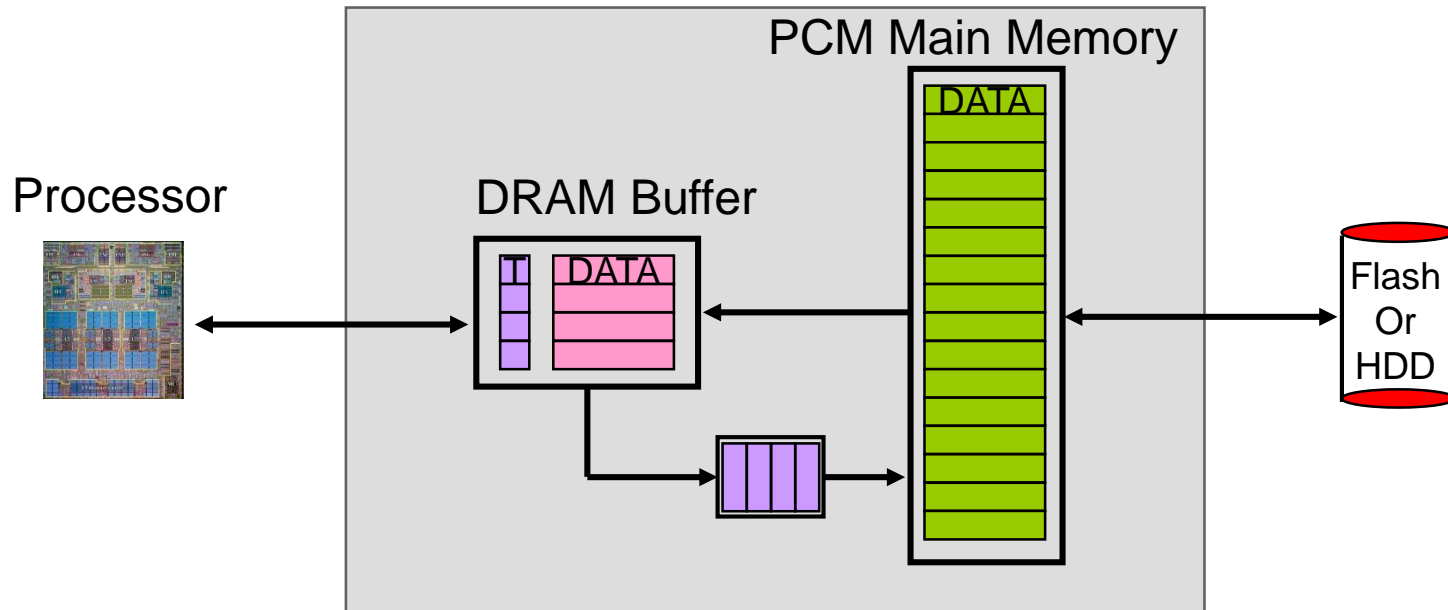 PCM Main Memory
DATA
Processor
DRAM Buffer
T
DATA
Flash
Or
HDD